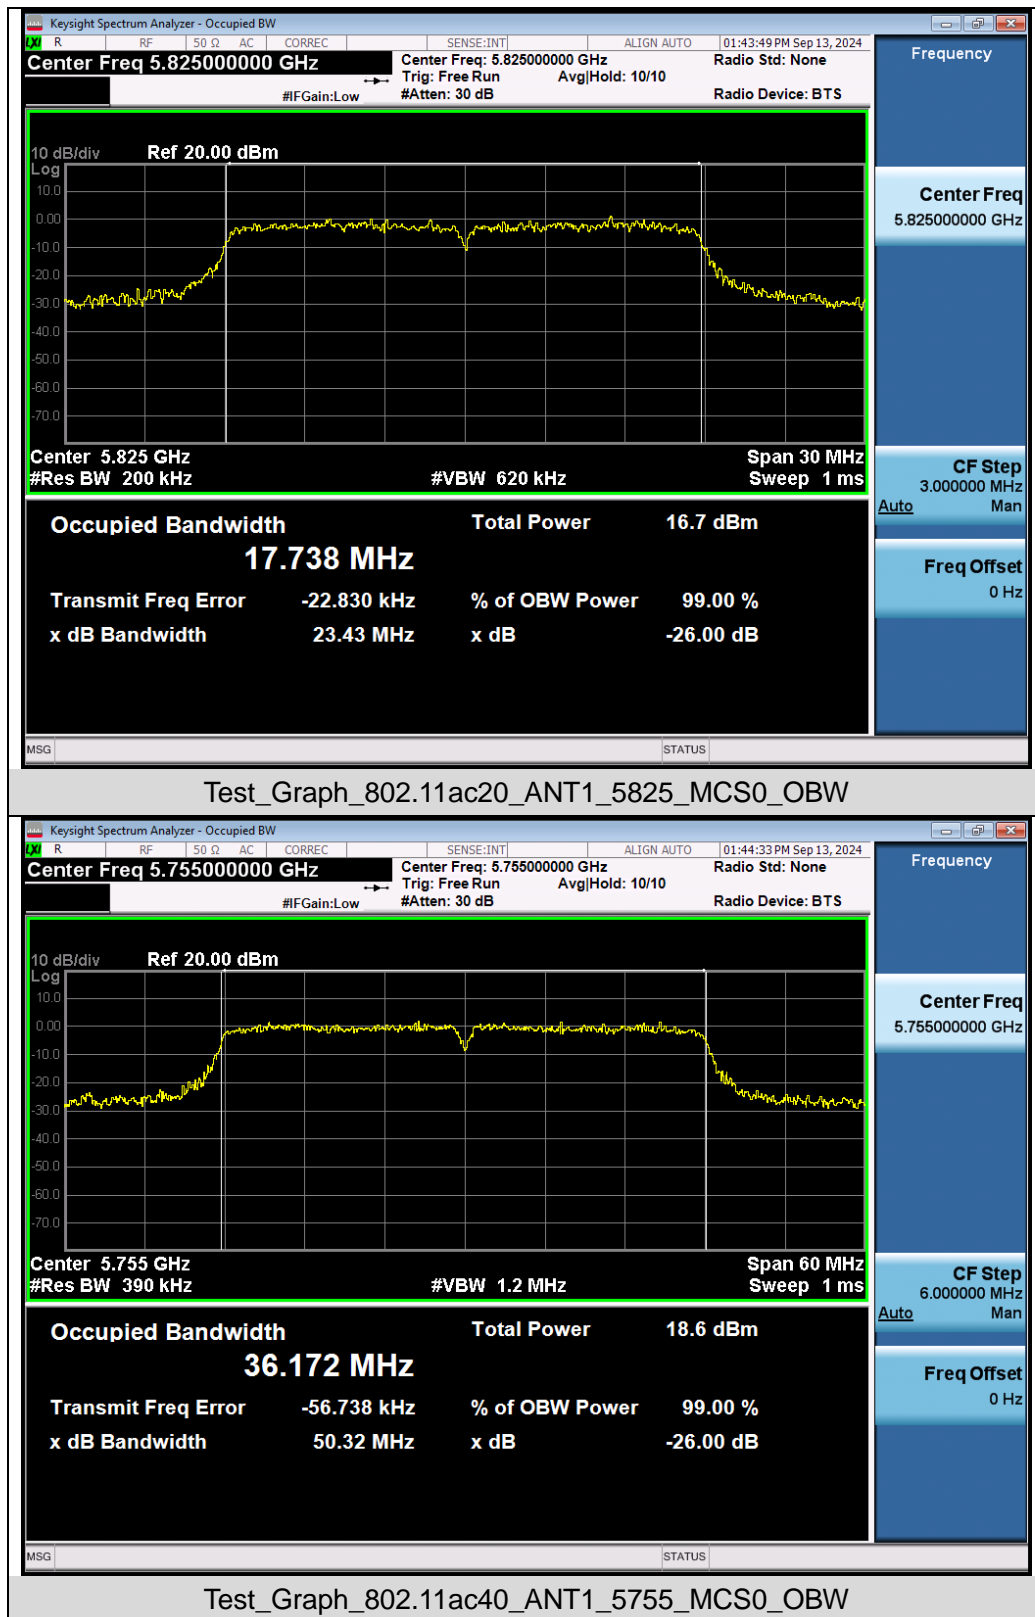 Keysight Spectrum Analyzer - Occupied BW
LXI R RF 50 Ω AC CORREC SENSE:INT ALIGN AUTO 01:43:49 PM Sep 13, 2024
Center Freq 5.825000000 GHz
Center Freq: 5.825000000 GHz
Radio Std: None
Trig: Free Run Avg|Hold: 10/10
#IFGain:Low #Atten: 30 dB Radio Device: BTS
10 dB/div Ref 20.00 dBm
Log
10.0
0.00
-10.0
-20.0
-30.0
-40.0
-50.0
-60.0
-70.0
Center 5.825 GHz Span 30 MHz
#Res BW 200 kHz #VBW 620 kHz Sweep 1 ms
Occupied Bandwidth Total Power 16.7 dBm
17.738 MHz
Transmit Freq Error -22.830 kHz % of OBW Power 99.00 %
x dB Bandwidth 23.43 MHz x dB -26.00 dB
MSG STATUS
Frequency
Center Freq
5.825000000 GHz
CF Step
3.000000 MHz
Auto Man
Freq Offset
0 Hz
Test_Graph_802.11ac20_ANT1_5825_MCS0_OBW
Keysight Spectrum Analyzer - Occupied BW
LXI R RF 50 Ω AC CORREC SENSE:INT ALIGN AUTO 01:44:33 PM Sep 13, 2024
Center Freq 5.755000000 GHz
Center Freq: 5.755000000 GHz
Radio Std: None
Trig: Free Run Avg|Hold: 10/10
#IFGain:Low #Atten: 30 dB Radio Device: BTS
10 dB/div Ref 20.00 dBm
Log
10.0
0.00
-10.0
-20.0
-30.0
-40.0
-50.0
-60.0
-70.0
Center 5.755 GHz Span 60 MHz
#Res BW 390 kHz #VBW 1.2 MHz Sweep 1 ms
Occupied Bandwidth Total Power 18.6 dBm
36.172 MHz
Transmit Freq Error -56.738 kHz % of OBW Power 99.00 %
x dB Bandwidth 50.32 MHz x dB -26.00 dB
MSG STATUS
Frequency
Center Freq
5.755000000 GHz
CF Step
6.000000 MHz
Auto Man
Freq Offset
0 Hz
Test_Graph_802.11ac40_ANT1_5755_MCS0_OBW